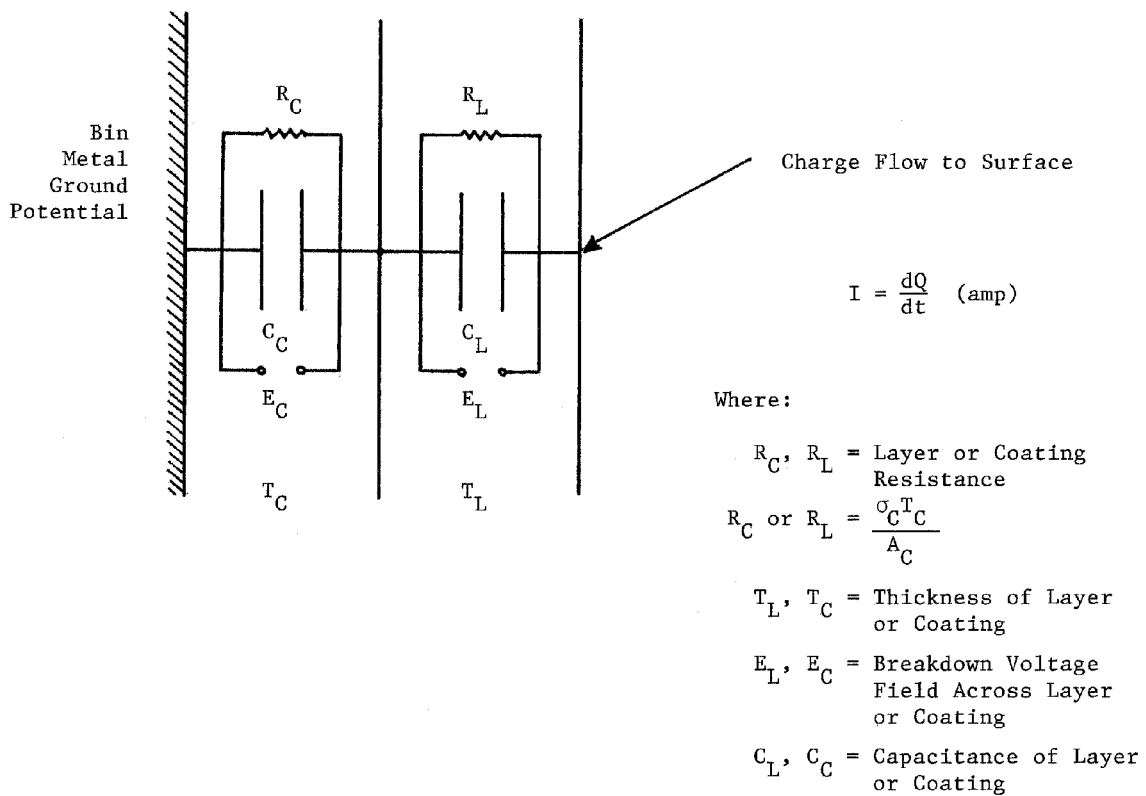 R_C
R_L
Bin
Metal
Ground
Potential
Charge Flow to Surface
I = dQ/dt (amp)
C_C
C_L
E_C
E_L
T_C
T_L
Where:
R_C, R_L = Layer or Coating
Resistance
R_C or R_L = σ_C T_C / A_C
T_L, T_C = Thickness of Layer
or Coating
E_L, E_C = Breakdown Voltage
Field Across Layer
or Coating
C_L, C_C = Capacitance of Layer
or Coating